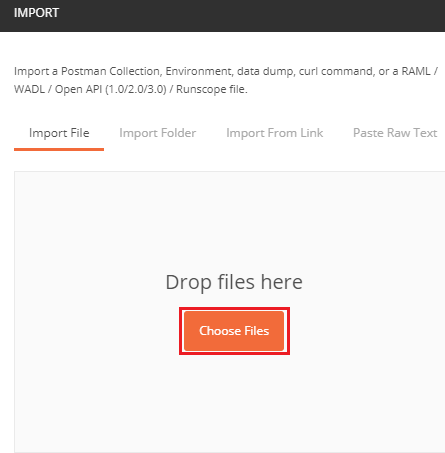 IMPORT
Import a Postman Collection, Environment, data dump, curl command, or a RAML /
WADL / Open API (1.0/2.0/3.0) / Runscope file.
Import File Import Folder Import From Link Paste Raw Text
Drop files here
Choose Files